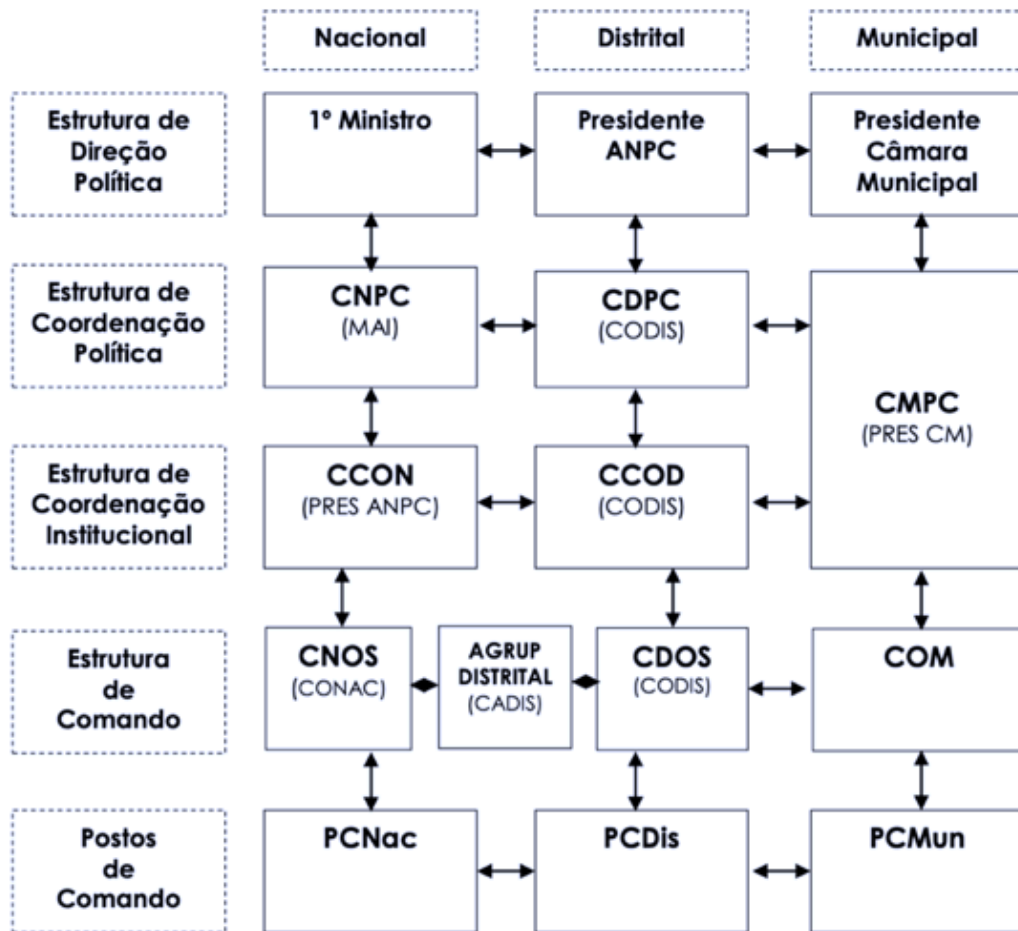 Nacional
Distrital
Municipal
Estrutura de
Direção
Política
1º Ministro
Presidente
ANPC
Presidente
Câmara
Municipal
Estrutura de
Coordenação
Política
CNPC
(MAI)
CDPC
(CODIS)
CMPC
(PRES CM)
Estrutura de
Coordenação
Institucional
CCON
(PRES ANPC)
CCOD
(CODIS)
Estrutura
de
Comando
CNOS
(CONAC)
AGRUP
DISTRITAL
(CADIS)
CDOS
(CODIS)
COM
Postos
de
Comando
PCNac
PCDis
PCMun